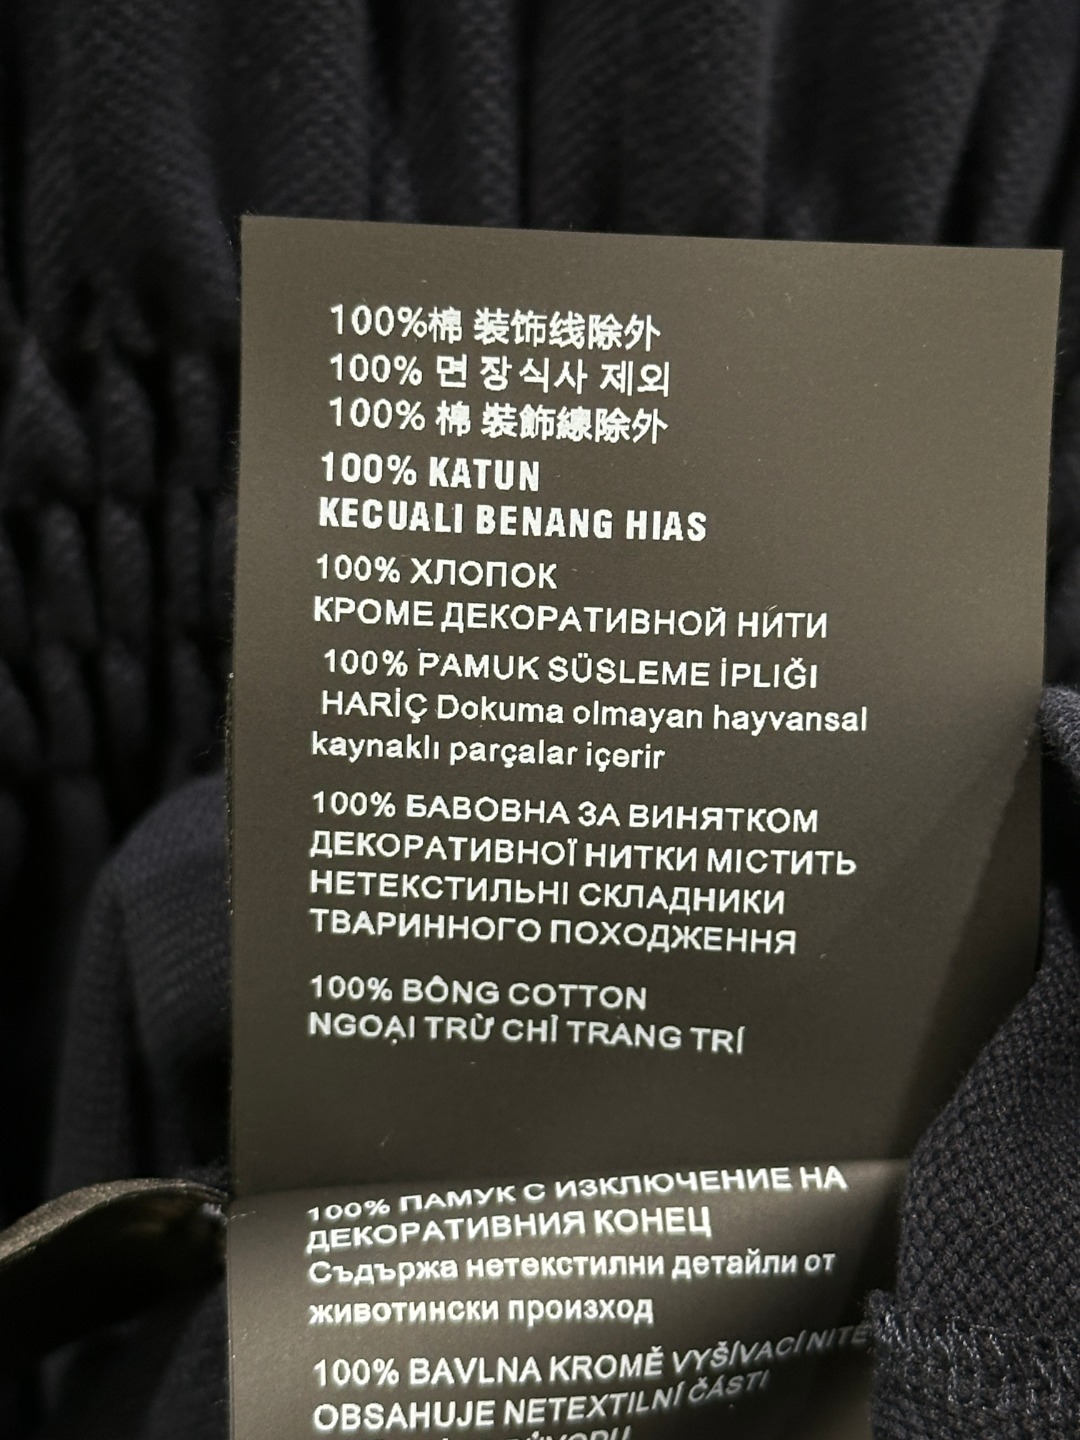 100%棉 装饰线除外
100% 면 장식사 제외
100% 棉 裝飾線除外
100% KATUN
KECUALI BENANG HIAS
100% ХЛОПОК
КРОМЕ ДЕКОРАТИВНОЙ НИТИ
100% PAMUK SÜSLEME İPLIĞI
HARİÇ Dokuma olmayan hayvansal
kaynaklı parçalar içerir
100% БАВОВНА ЗА ВИНЯТКОМ
ДЕКОРАТИВНОЇ НИТКИ МІСТИТЬ
НЕТЕКСТИЛЬНІ СКЛАДНИКИ
ТВАРИННОГО ПОХОДЖЕННЯ
100% BÔNG COTTON
NGOẠI TRỪ CHỈ TRANG TRÍ
100% ПАМУК С ИЗКЛЮЧЕНИЕ НА
ДЕКОРАТИВНИЯ КОНЕЦ
Съдържа нетекстилни детайли от
животински произход
100% BAVLNA KROMĚ VYŠÍVACÍ NITĚ
OBSAHUJE NETEXTILNÍ ČÁSTI